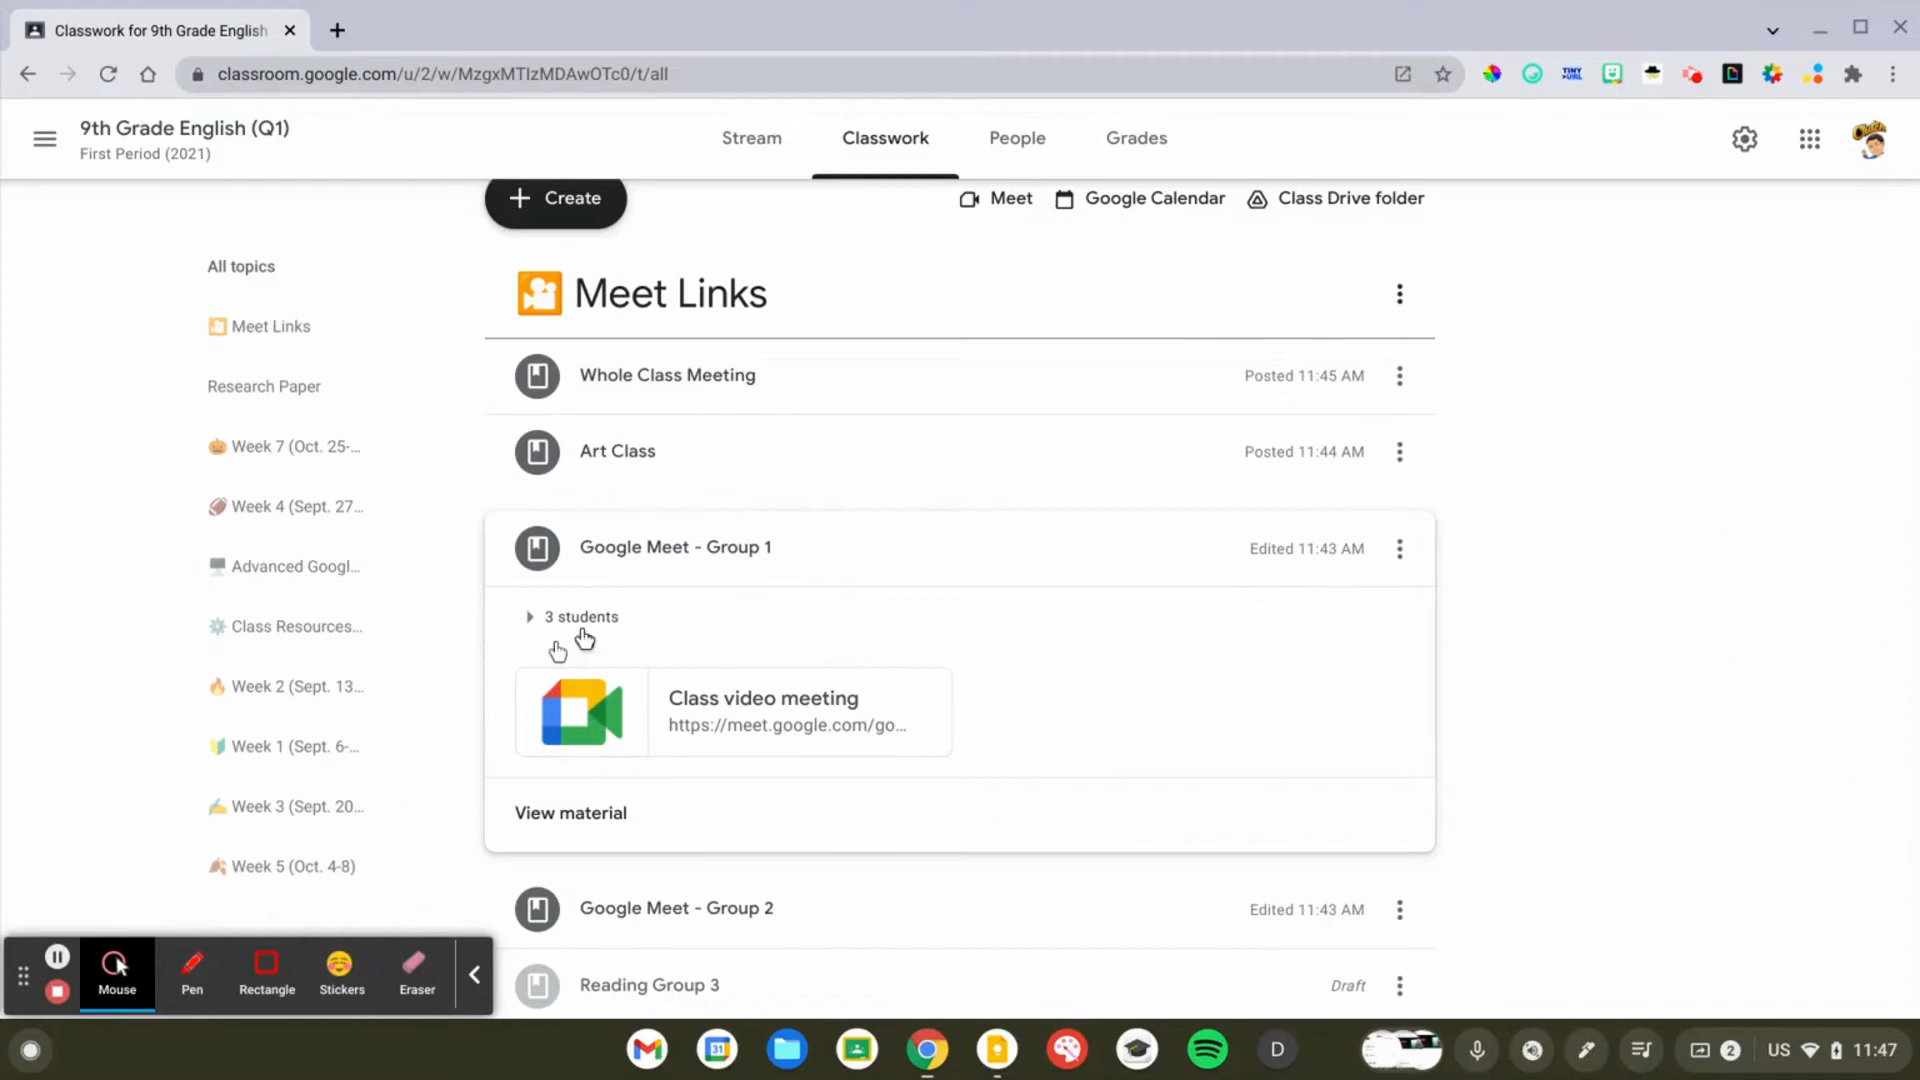 Classwork for 9th Grade English
classroom.google.com/u/2/w/MzgxMTIzMDAwOTc0/t/all
TINY
URL
9th Grade English (Q1)
First Period (2021)
Stream
Classwork
People
Grades
Create
Meet
Google Calendar
Class Drive folder
All topics
Meet Links
Research Paper
Week 7 (Oct. 25-...
Week 4 (Sept. 27...
Advanced Googl...
Class Resources...
Week 2 (Sept. 13...
Week 1 (Sept. 6-...
Week 3 (Sept. 20...
Week 5 (Oct. 4-8)
Meet Links
Whole Class Meeting
Posted 11:45 AM
Art Class
Posted 11:44 AM
Google Meet - Group 1
Edited 11:43 AM
3 students
Class video meeting
https://meet.google.com/go...
View material
Google Meet - Group 2
Edited 11:43 AM
Reading Group 3
Draft
Mouse
Pen
Rectangle
Stickers
Eraser
31
D
2
US
11:47